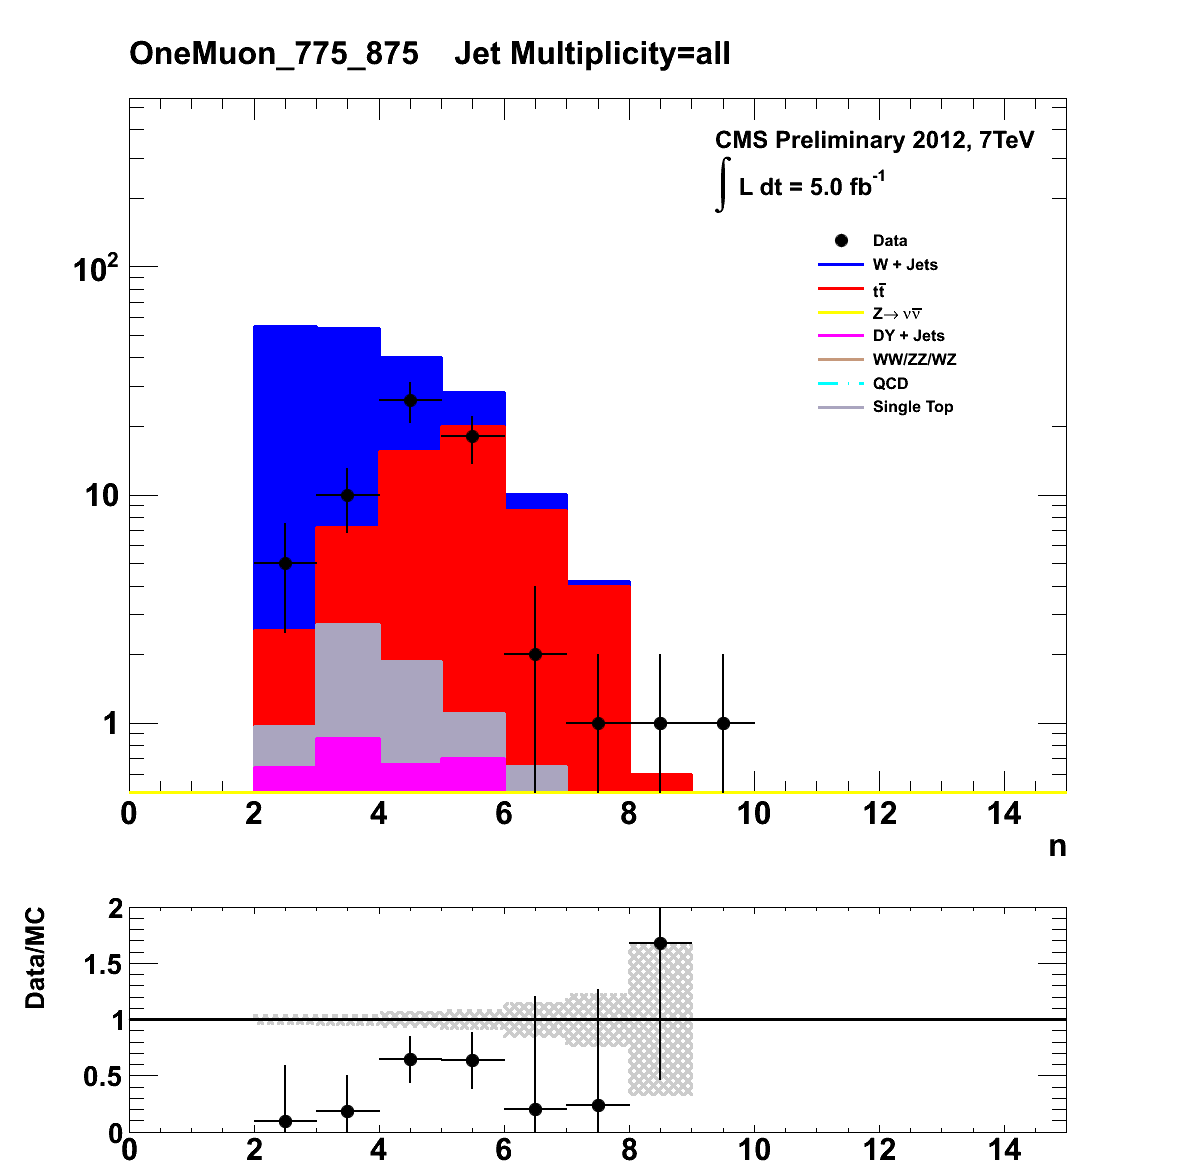 OneMuon_775_875 Jet Multiplicity=all
CMS Preliminary 2012, 7TeV
∫ L dt = 5.0 fb⁻¹
Data
W + Jets
tt̅
Z→ νν̅
DY + Jets
WW/ZZ/WZ
QCD
Single Top
10²
10
1
0 2 4 6 8 10 12 14
n
Data/MC
2
1.5
1
0.5
0
0 2 4 6 8 10 12 14